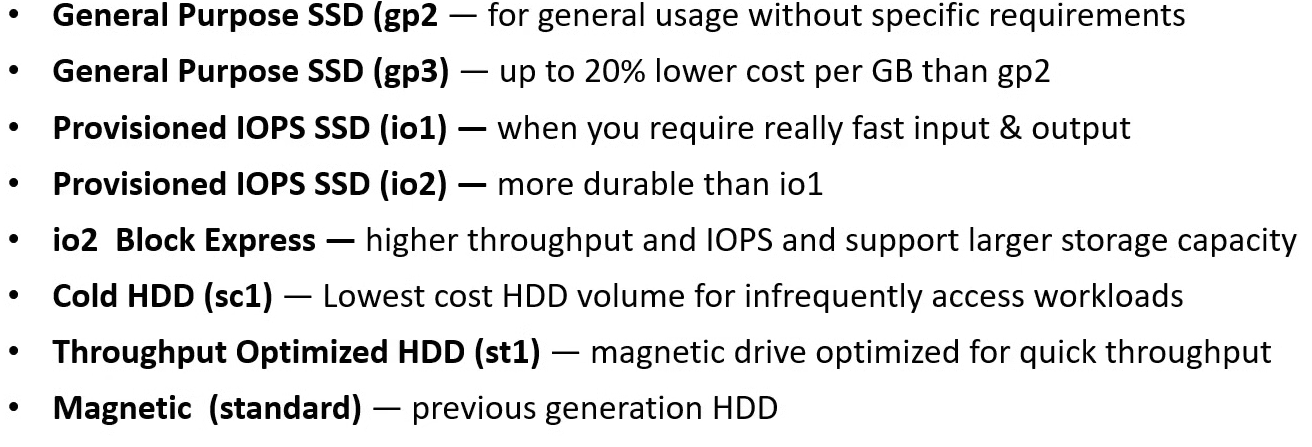 • General Purpose SSD (gp2 — for general usage without specific requirements
• General Purpose SSD (gp3) — up to 20% lower cost per GB than gp2
• Provisioned IOPS SSD (io1) — when you require really fast input & output
• Provisioned IOPS SSD (io2) — more durable than io1
• io2  Block Express — higher throughput and IOPS and support larger storage capacity
• Cold HDD (sc1) — Lowest cost HDD volume for infrequently access workloads
• Throughput Optimized HDD (st1) — magnetic drive optimized for quick throughput
• Magnetic  (standard) — previous generation HDD